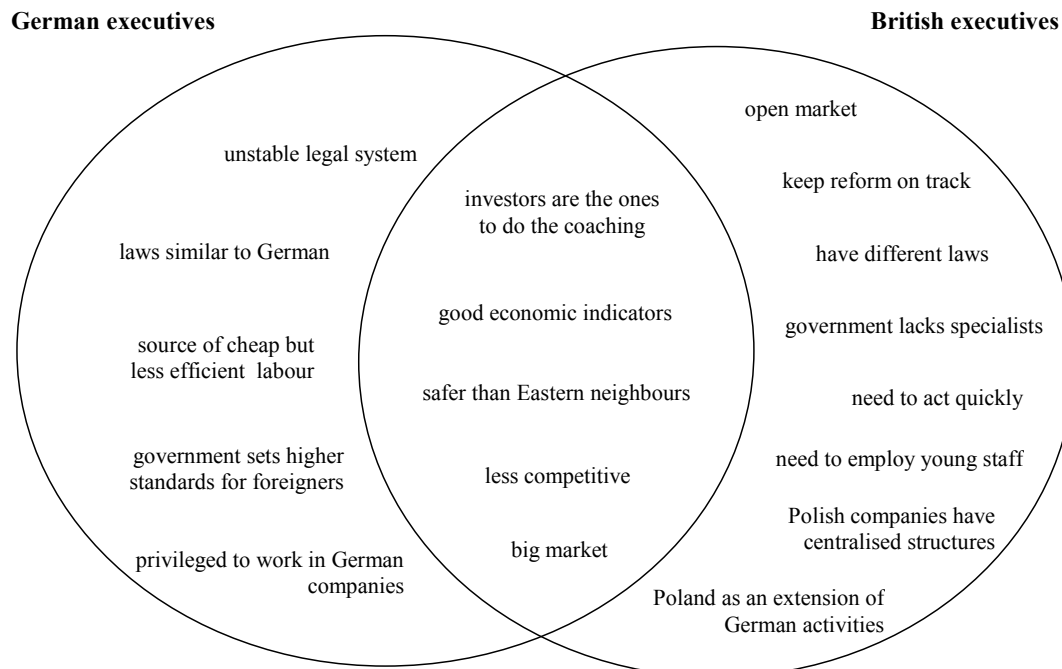 German executives
British executives
unstable legal system
laws similar to German
source of cheap but
less efficient labour
government sets higher
standards for foreigners
privileged to work in German
companies
investors are the ones
to do the coaching
good economic indicators
safer than Eastern neighbours
less competitive
big market
open market
keep reform on track
have different laws
government lacks specialists
need to act quickly
need to employ young staff
Polish companies have
centralised structures
Poland as an extension of
German activities